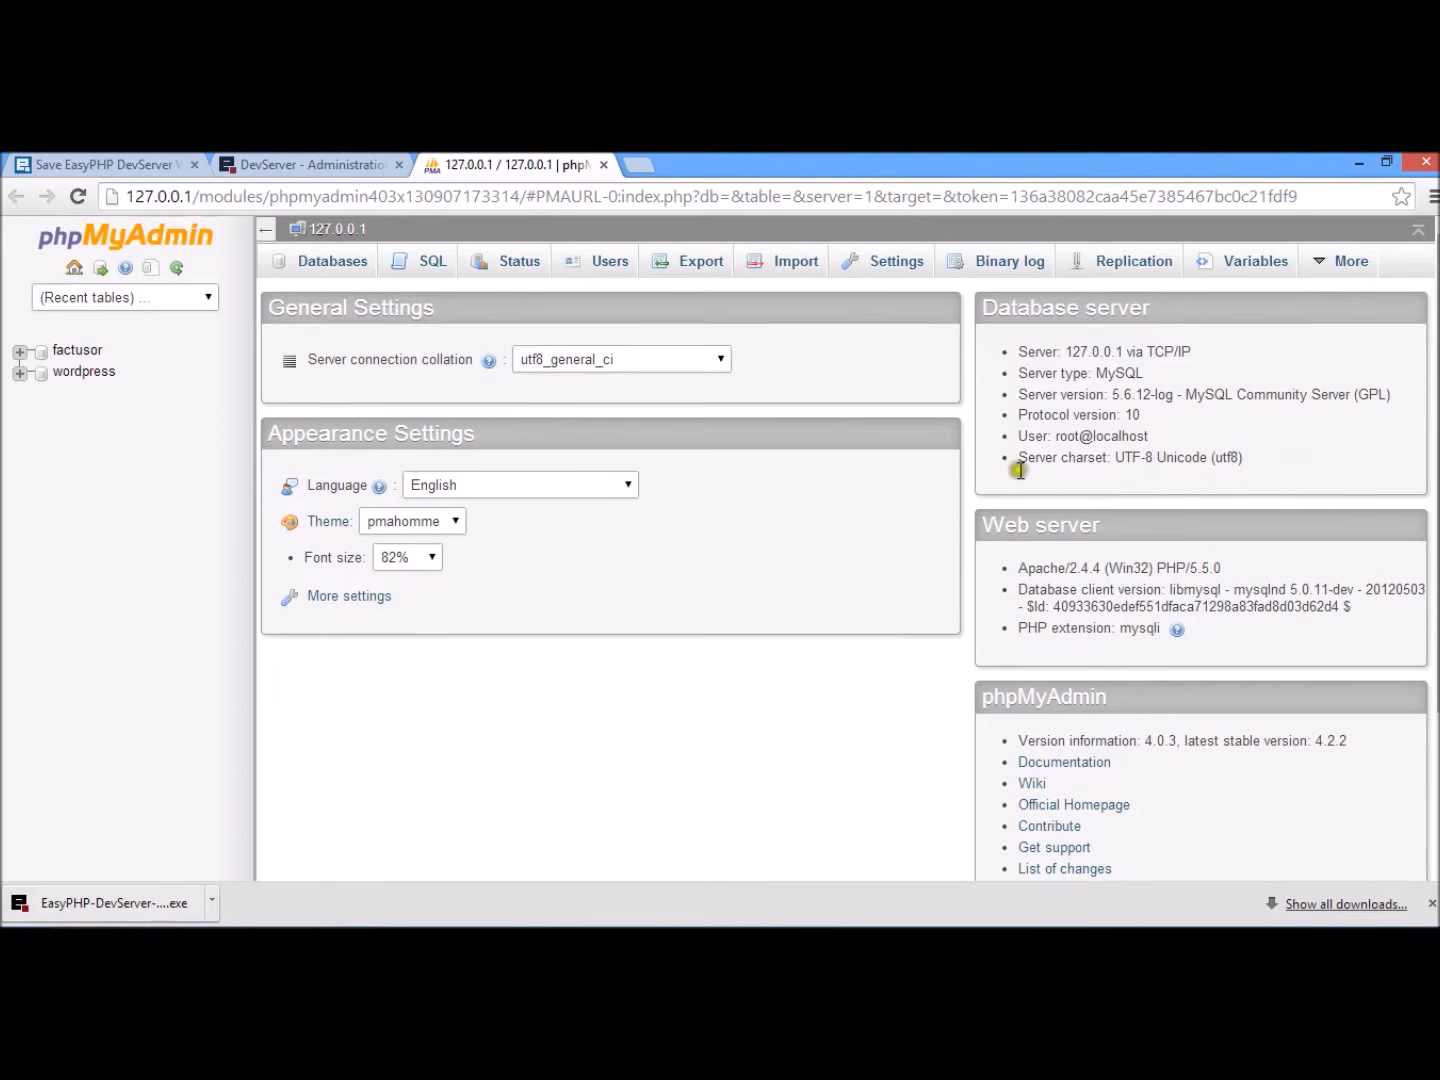 Save EasyPHP DevServer
DevServer - Administratio
127.0.0.1 / 127.0.0.1 | phpM
127.0.0.1/modules/phpmyadmin403x130907173314/#PMAURL-0:index.php?db=&table=&server=1&target=&token=136a38082caa45e7385467bc0c21fdf9
phpMyAdmin
(Recent tables) ...
factusor
wordpress
127.0.0.1
Databases SQL Status Users Export Import Settings Binary log Replication Variables More
General Settings
Server connection collation : utf8_general_ci
Appearance Settings
Language : English
Theme: pmahomme
Font size: 82%
More settings
Database server
Server: 127.0.0.1 via TCP/IP
Server type: MySQL
Server version: 5.6.12-log - MySQL Community Server (GPL)
Protocol version: 10
User: root@localhost
Server charset: UTF-8 Unicode (utf8)
Web server
Apache/2.4.4 (Win32) PHP/5.5.0
Database client version: libmysql - mysqlnd 5.0.11-dev - 20120503
- $Id: 40933630edef551dfaca71298a83fad8d03d62d4 $
PHP extension: mysqli
phpMyAdmin
Version information: 4.0.3, latest stable version: 4.2.2
Documentation
Wiki
Official Homepage
Contribute
Get support
List of changes
EasyPHP-DevServer-....exe
Show all downloads...